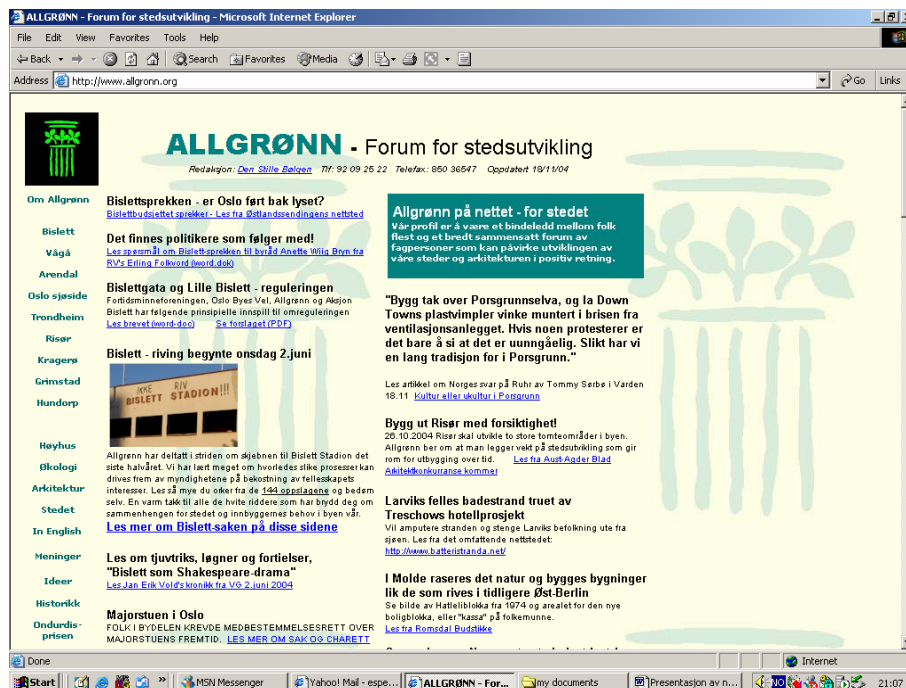 ALLGRØNN - Forum for stedsutvikling - Microsoft Internet Explorer
File Edit View Favorites Tools Help
Back Search Favorites Media
Address http://www.allgronn.org Go Links
ALLGRØNN - Forum for stedsutvikling
Redaksjon: Den Stille Bølgen Tlf: 92 09 25 22 Telefax: 850 36547 Oppdatert 19/11/04
Om Allgrønn
Bislett
Vågå
Arendal
Oslo sjøside
Trondheim
Risør
Kragerø
Grimstad
Hundorp
Høyhus
Økologi
Arkitektur
Stedet
In English
Meninger
Ideer
Historikk
Ondurdis-
prisen
Bislettsprekken - er Oslo ført bak lyset?
Bislettbudsjettet sprekker - Les fra Østlandssendingens nettsted
Det finnes politikere som følger med!
Les spørsmål om Bislett-sprekken til byråd Anette Wiig Bryn fra
RV's Erling Folkvord (word.dok)
Bislettgata og Lille Bislett - reguleringen
Fortidsminneforeningen, Oslo Byes Vel, Allgrønn og Aksjon
Bislett har følgende prinsipielle innspill til omreguleringen
Les brevet (word-doc) Se forslaget (PDF)
Bislett - riving begynte onsdag 2.juni
IKKE RIV
BISLETT STADION!!!
Allgrønn har deltatt i striden om skjebnen til Bislett Stadion det
siste halvåret. Vi har lært meget om hvorledes slike prosesser kan
drives frem av myndighetene på bekostning av fellesskapets
interesser. Les så mye du orker fra de 144 oppslagene og bedøm
selv. En varm takk til alle de hvite riddere som har brydd deg om
sammenhengen for stedet og innbyggernes behov i byen vår.
Les mer om Bislett-saken på disse sidene
Les om tjuvtriks, løgner og fortielser,
"Bislett som Shakespeare-drama"
Les Jan Erik Vold's kronikk fra VG 2.juni 2004
Majorstuen i Oslo
FOLK I BYDELEN KREVDE MEDBESTEMMELSESRETT OVER
MAJORSTUENS FREMTID. LES MER OM SAK OG CHARETT
Allgrønn på nettet - for stedet
Vår profil er å være et bindeledd mellom folk
flest og et bredt sammensatt forum av
fagpersoner som kan påvirke utviklingen av
våre steder og arkitekturen i positiv retning.
"Bygg tak over Porsgrunnselva, og la Down
Towns plastvimpler vinke muntert i brisen fra
ventilasjonsanlegget. Hvis noen protesterer er
det bare å si at det er uunngåelig. Slikt har vi
en lang tradisjon for i Porsgrunn."
Les artikkel om Norges svar på Ruhr av Tommy Sørbø i Varden
18.11 Kultur eller ukultur i Porsgrunn
Bygg ut Risør med forsiktighet!
26.10.2004 Risør skal utvikle to store tomteområder i byen.
Allgrønn ber om at man legger vekt på stedsutvikling som gir
rom for utbygging over tid. Les fra Aust-Agder Blad
Arkitektkonkurranse kommer
Larviks felles badestrand truet av
Treschows hotellprosjekt
Vil amputere stranden og stenge Larviks befolkning ute fra
sjøen. Les fra det omfattende nettstedet:
http://www.batteristranda.net/
I Molde raseres det natur og bygges bygninger
lik de som rives i tidligere Øst-Berlin
Se bilde av Hatleliblokka fra 1974 og arealet for den nye
boligblokka, eller "kassa" på folkemunne.
Les fra Romsdal Budstikke
Done Internet
Start » MSN Messenger Yahoo! Mail - espe... ALLGRØNN - For... my documents Presentasjon av n... NO 21:07